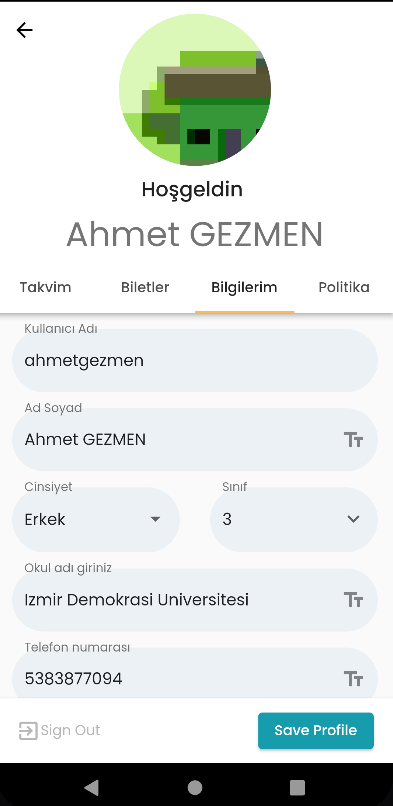 Hoşgeldin
Ahmet GEZMEN
Takvim Biletler Bilgilerim Politika
Kullanıcı Adı
ahmetgezmen
Ad Soyad
Ahmet GEZMEN
Cinsiyet Sınıf
Erkek 3
Okul adı giriniz
Izmir Demokrasi Universitesi
Telefon numarası
5383877094
Sign Out Save Profile